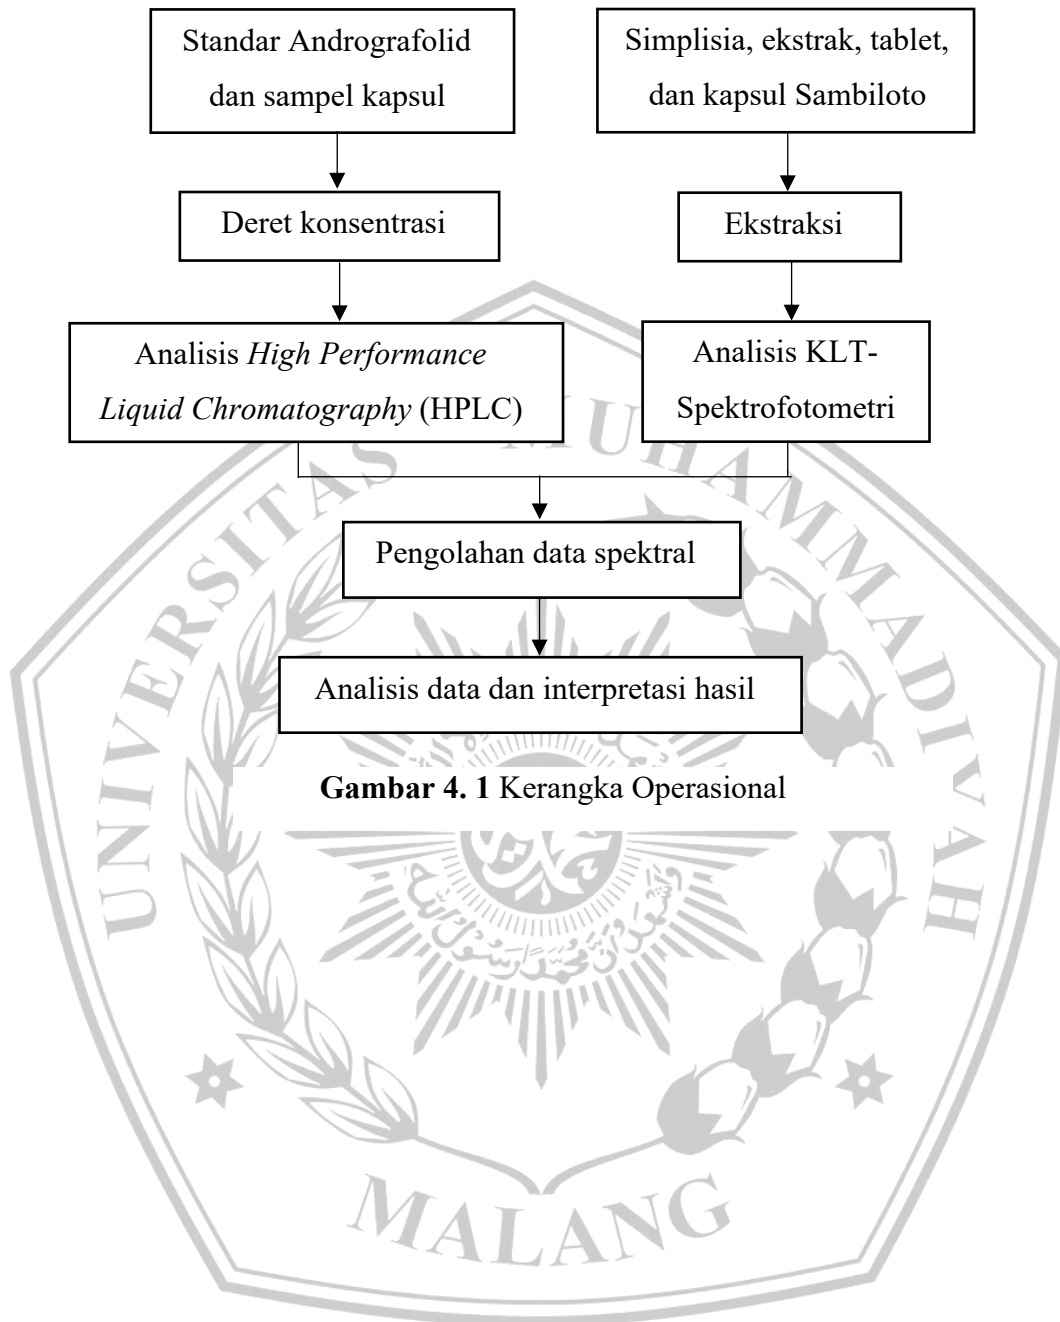 Standar Andrografolid
dan sampel kapsul
Simplisia, ekstrak, tablet,
dan kapsul Sambiloto
Deret konsentrasi
Ekstraksi
Analisis High Performance
Liquid Chromatography (HPLC)
Analisis KLT-
Spektrofotometri
Pengolahan data spektral
Analisis data dan interpretasi hasil
Gambar 4. 1 Kerangka Operasional
UNIVERSITAS MUHAMMADIYAH
MALANG